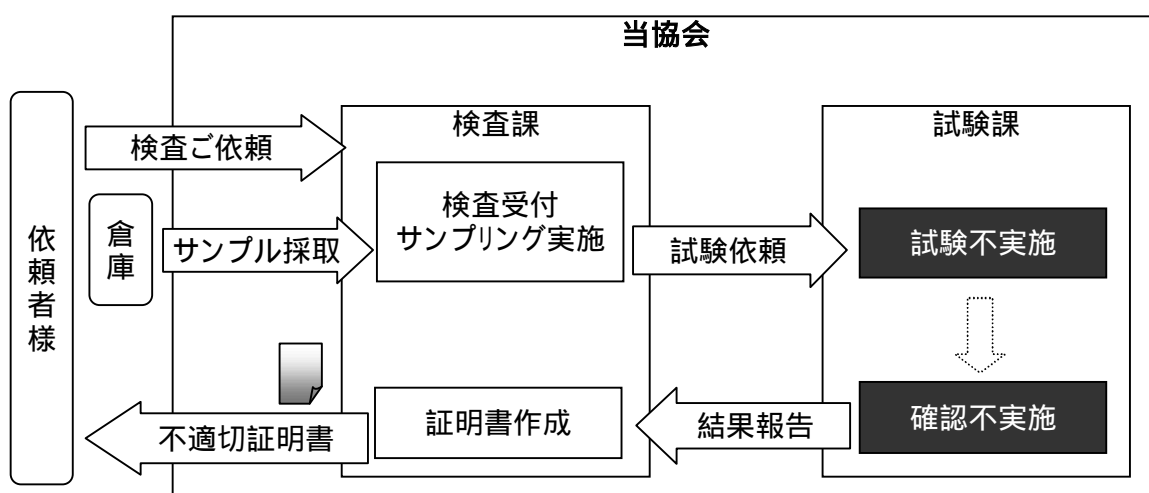 当協会
検査課
試験課
検査ご依頼
依頼者様
倉庫
サンプル採取
検査受付
サンプリング実施
試験依頼
試験不実施
確認不実施
結果報告
証明書作成
不適切証明書